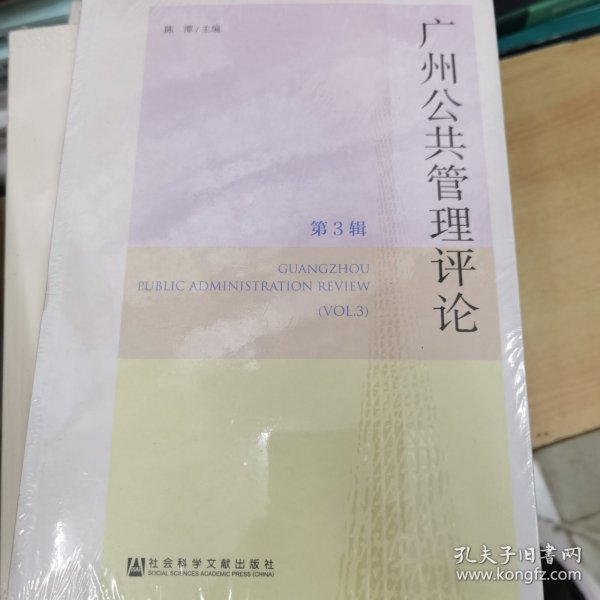 陈 潭/主编
广州公共管理评论
第3辑
GUANGZHOU
PUBLIC ADMINISTRATION REVIEW
(VOL.3)
社会科学文献出版社
SOCIAL SCIENCES ACADEMIC PRESS (CHINA)
孔夫子旧书网
www.kongfz.com